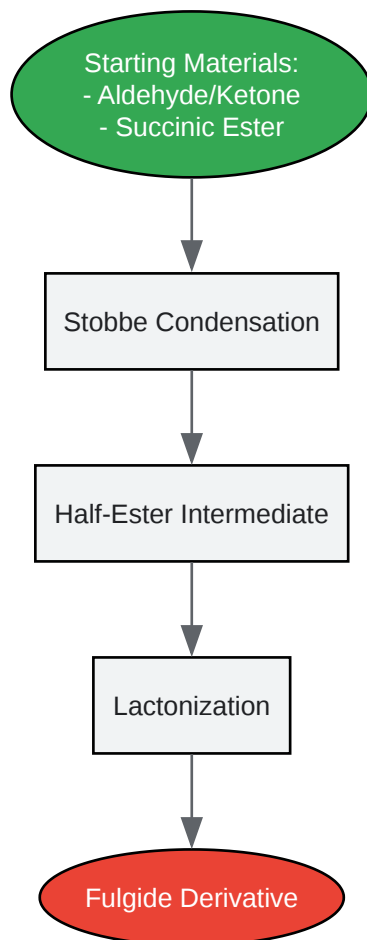 Starting Materials:
- Aldehyde/Ketone
- Succinic Ester
Stobbe Condensation
Half-Ester Intermediate
Lactonization
Fulgide Derivative